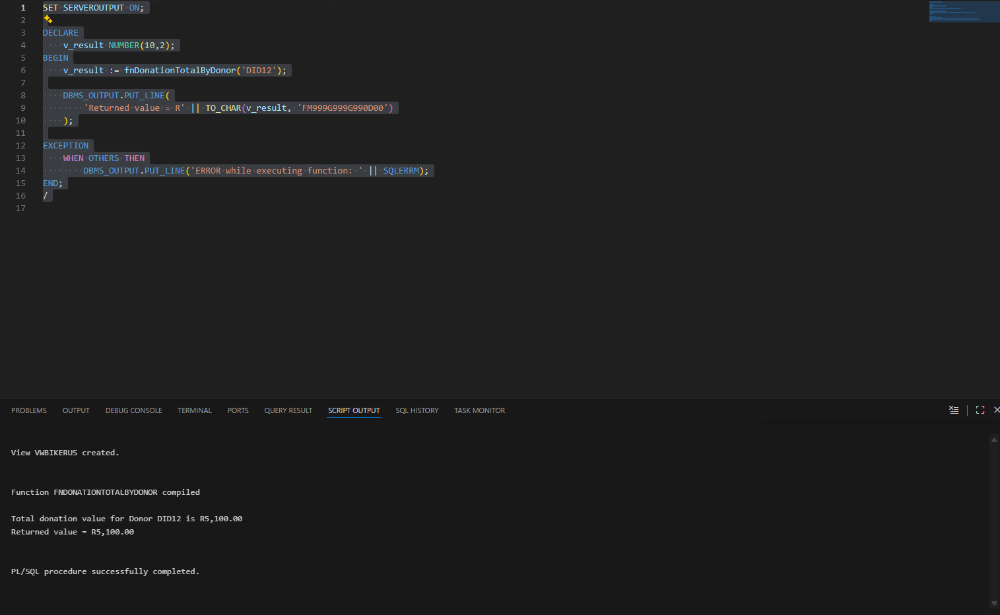 1 SET SERVEROUTPUT ON;
2
3 DECLARE
4 v_result NUMBER(10,2);
5 BEGIN
6 v_result := fnDonationTotalByDonor('DID12');
7
8 DBMS_OUTPUT.PUT_LINE(
9 'Returned value = R' || TO_CHAR(v_result, 'FM999G999G990D00')
10 );
11
12 EXCEPTION
13 WHEN OTHERS THEN
14 DBMS_OUTPUT.PUT_LINE('ERROR while executing function: ' || SQLERRM);
15 END;
16 /
17
PROBLEMS OUTPUT DEBUG CONSOLE TERMINAL PORTS QUERY RESULT SCRIPT OUTPUT SQL HISTORY TASK MONITOR
View VWBIKERUS created.
Function FNDONATIONTOTALBYDONOR compiled
Total donation value for Donor DID12 is R5,100.00
Returned value = R5,100.00
PL/SQL procedure successfully completed.